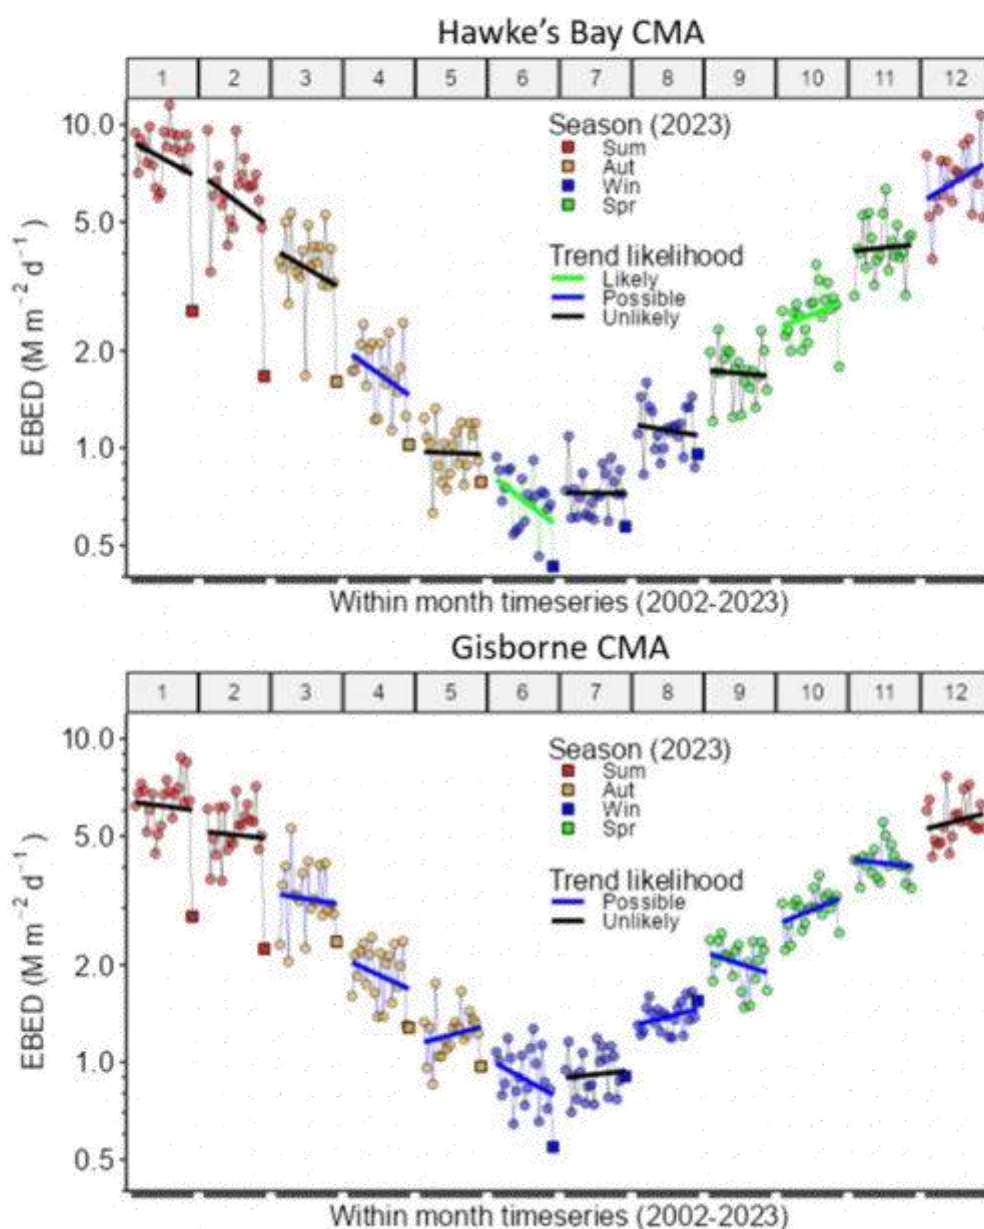 Hawke's Bay CMA
1 2 3 4 5 6 7 8 9 10 11 12
EBED (M m⁻² d⁻¹)
10.0
5.0
2.0
1.0
0.5
Season (2023)
Sum
Aut
Win
Spr
Trend likelihood
Likely
Possible
Unlikely
Within month timeseries (2002-2023)
Gisborne CMA
1 2 3 4 5 6 7 8 9 10 11 12
EBED (M m⁻² d⁻¹)
10.0
5.0
2.0
1.0
0.5
Season (2023)
Sum
Aut
Win
Spr
Trend likelihood
Possible
Unlikely
Within month timeseries (2002-2023)